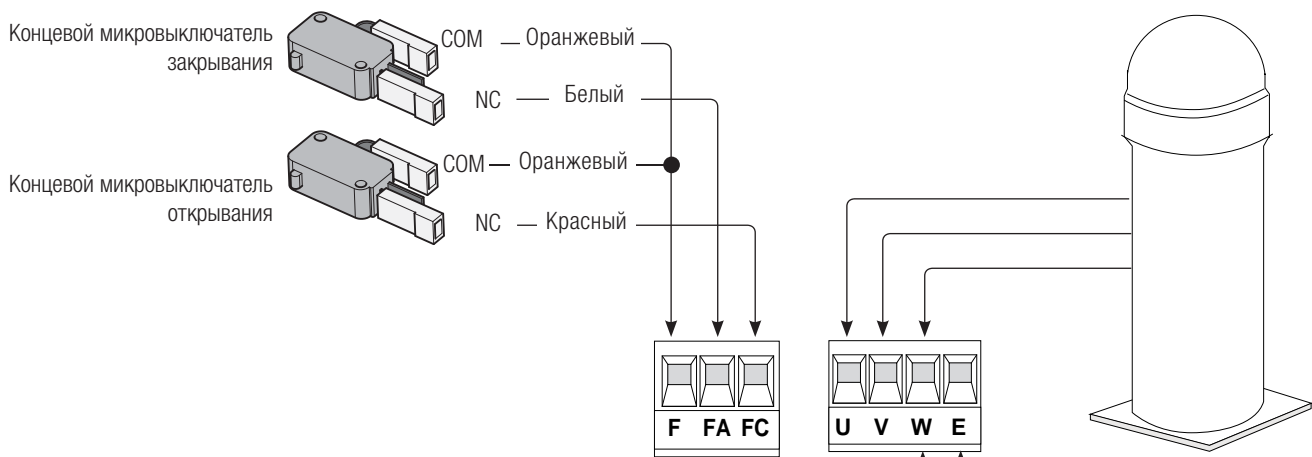 Концевой микровыключатель
закрывания
COM — Оранжевый
NC — Белый
Концевой микровыключатель
открывания
COM — Оранжевый
NC — Красный
F FA FC
U V W E